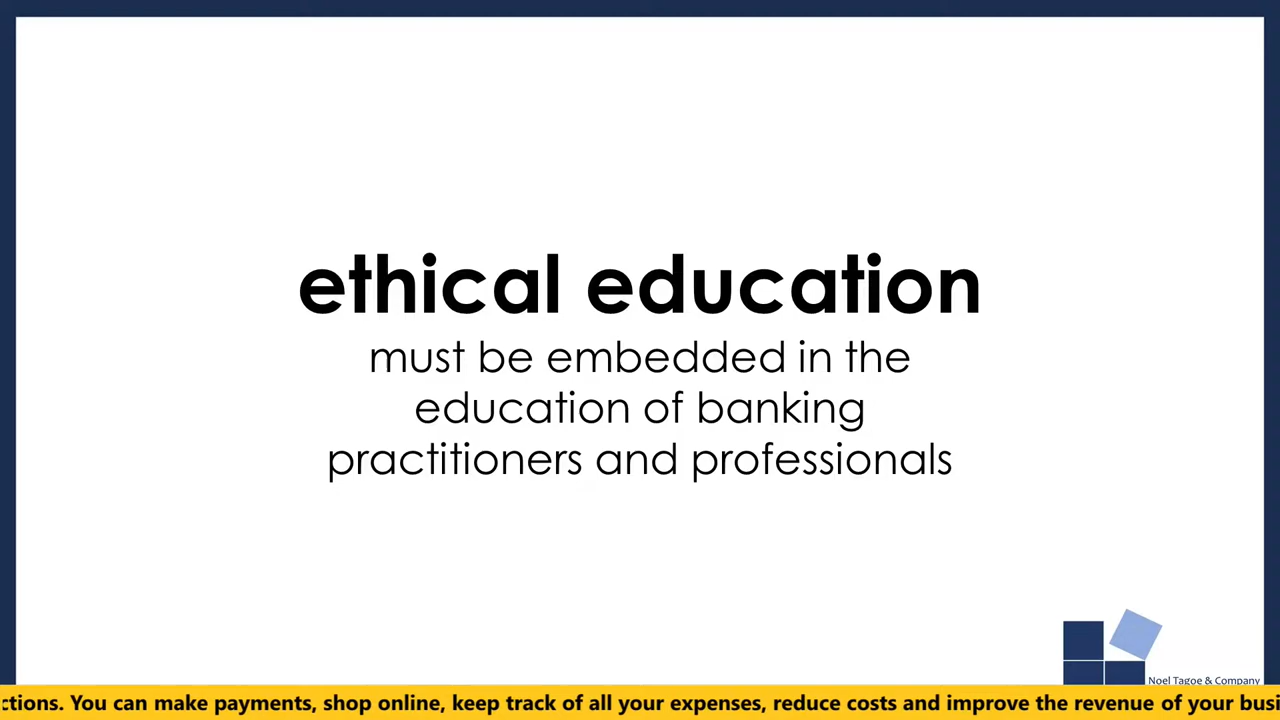 ethical education
must be embedded in the
education of banking
practitioners and professionals
Noel Tagoe & Company
ctions. You can make payments, shop online, keep track of all your expenses, reduce costs and improve the revenue of your busi